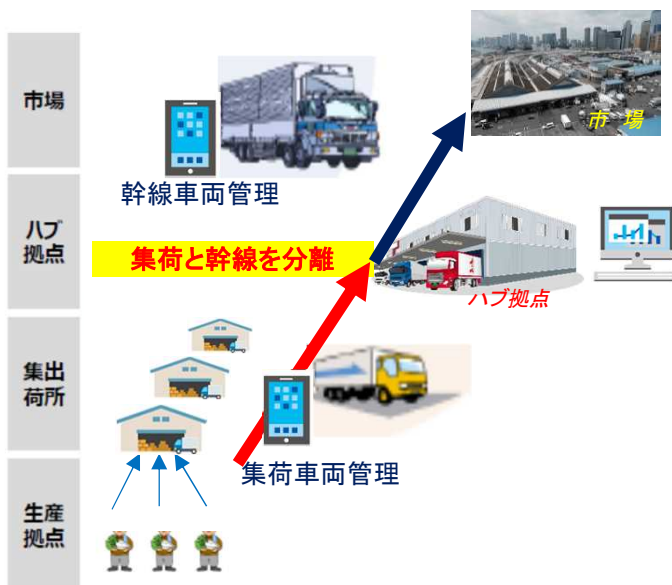 市場
市 場
幹線車両管理
ハブ
拠点
集荷と幹線を分離
ハブ拠点
集出
荷所
集荷車両管理
生産
拠点